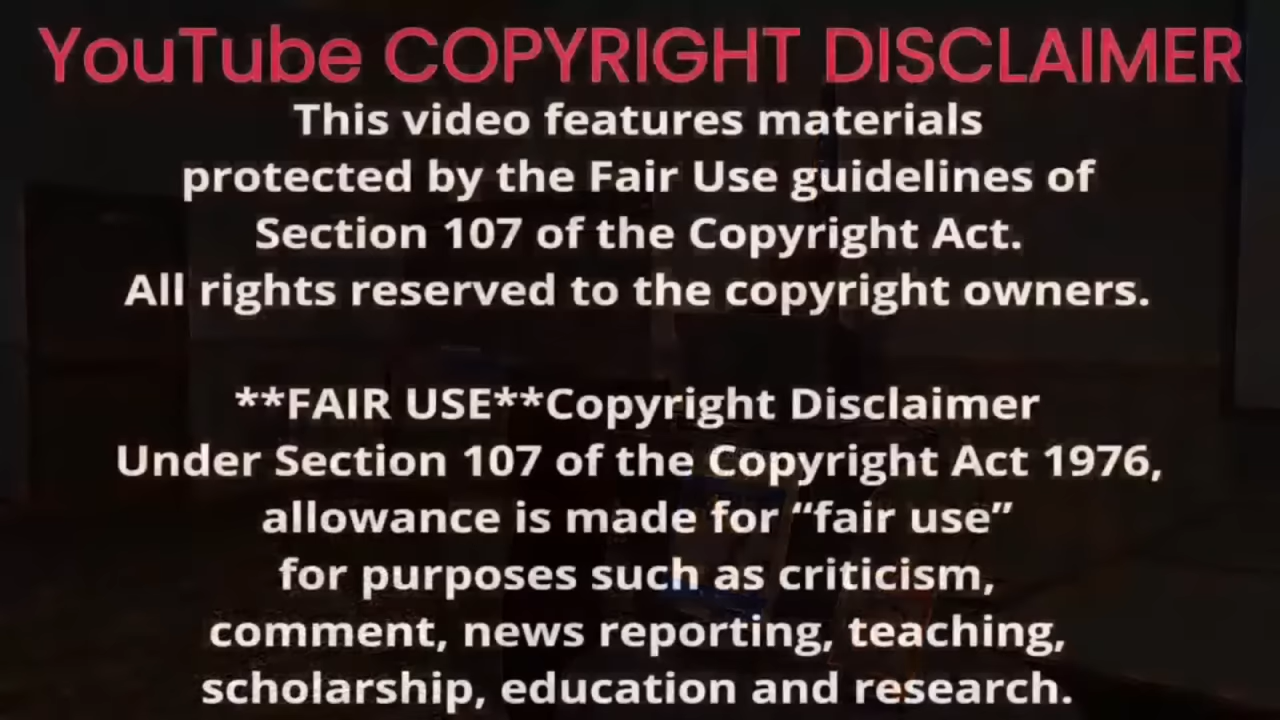 YouTube COPYRIGHT DISCLAIMER
This video features materials
protected by the Fair Use guidelines of
Section 107 of the Copyright Act.
All rights reserved to the copyright owners.
**FAIR USE**Copyright Disclaimer
Under Section 107 of the Copyright Act 1976,
allowance is made for “fair use”
for purposes such as criticism,
comment, news reporting, teaching,
scholarship, education and research.